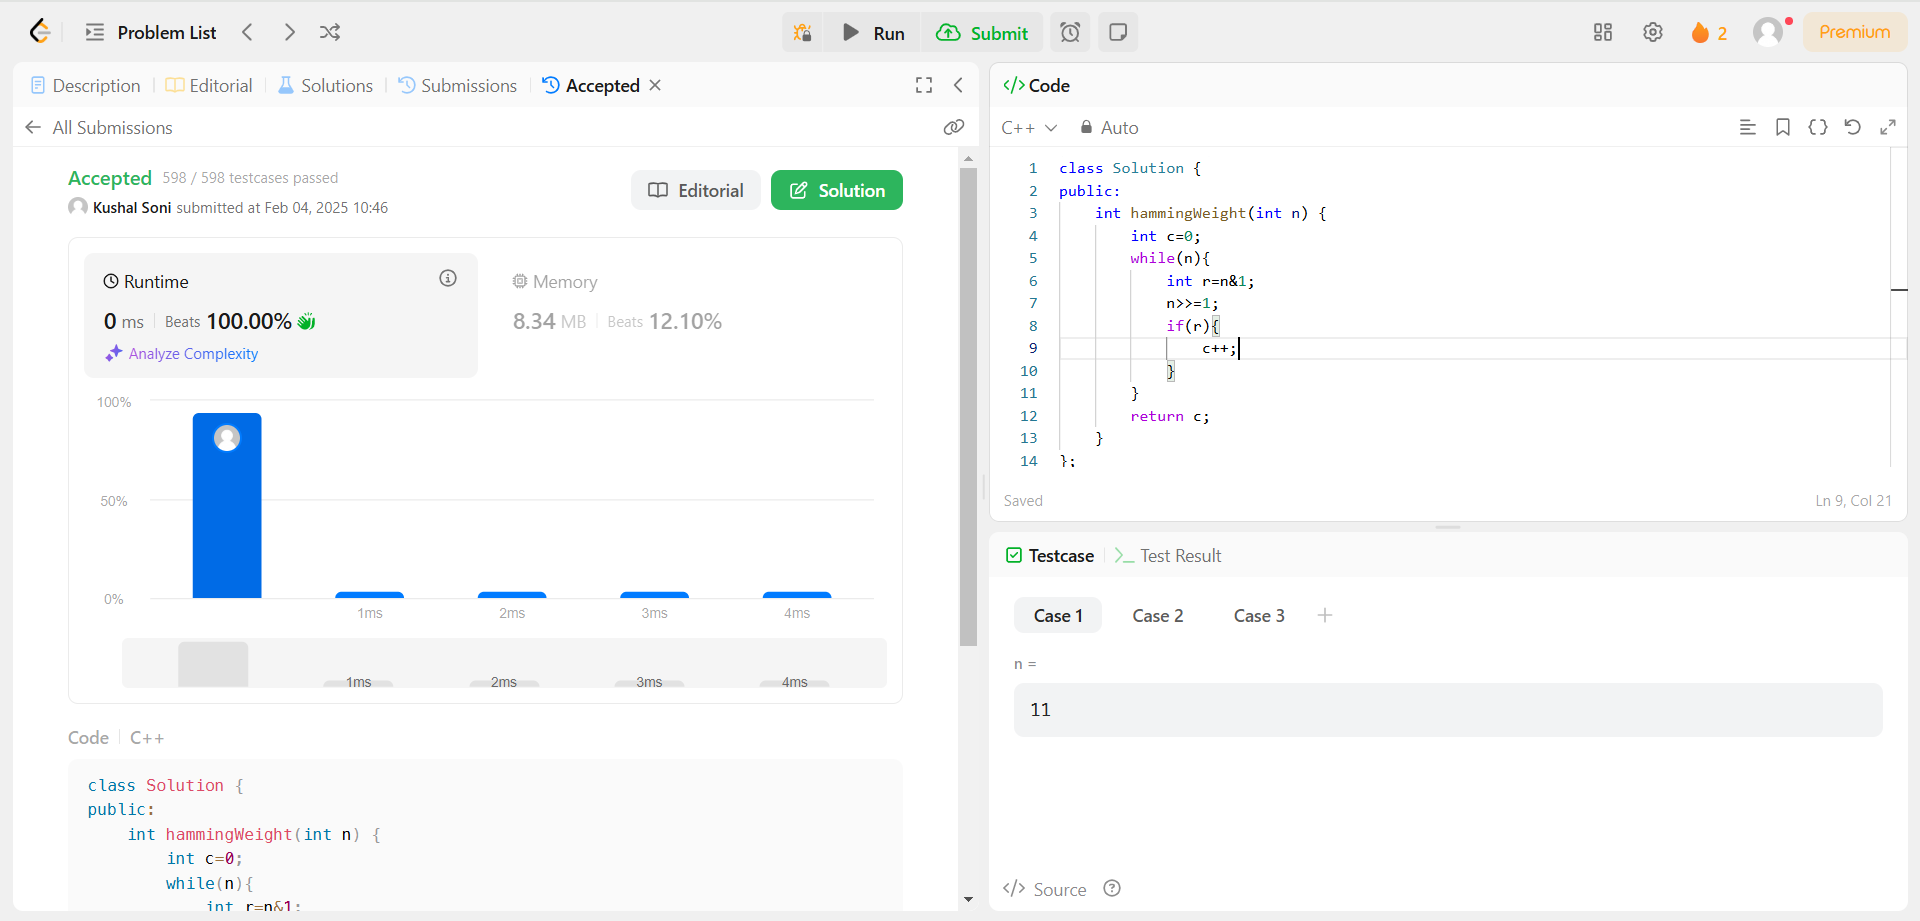 Problem List
Run
Submit
2
Premium
Description
Editorial
Solutions
Submissions
Accepted
All Submissions
Accepted 598 / 598 testcases passed
Kushal Soni submitted at Feb 04, 2025 10:46
Editorial
Solution
Runtime
0 ms Beats 100.00%
Analyze Complexity
Memory
8.34 MB Beats 12.10%
100%
50%
0%
1ms 2ms 3ms 4ms
1ms 2ms 3ms 4ms
Code C++
class Solution {
public:
    int hammingWeight(int n) {
        int c=0;
        while(n){
            int r=n&1;
</> Code
C++ Auto
1 class Solution {
2 public:
3     int hammingWeight(int n) {
4         int c=0;
5         while(n){
6             int r=n&1;
7             n>>=1;
8             if(r){
9                 c++;
10             }
11         }
12         return c;
13     }
14 };
Saved
Ln 9, Col 21
Testcase
Test Result
Case 1 Case 2 Case 3 +
n =
11
</> Source ?